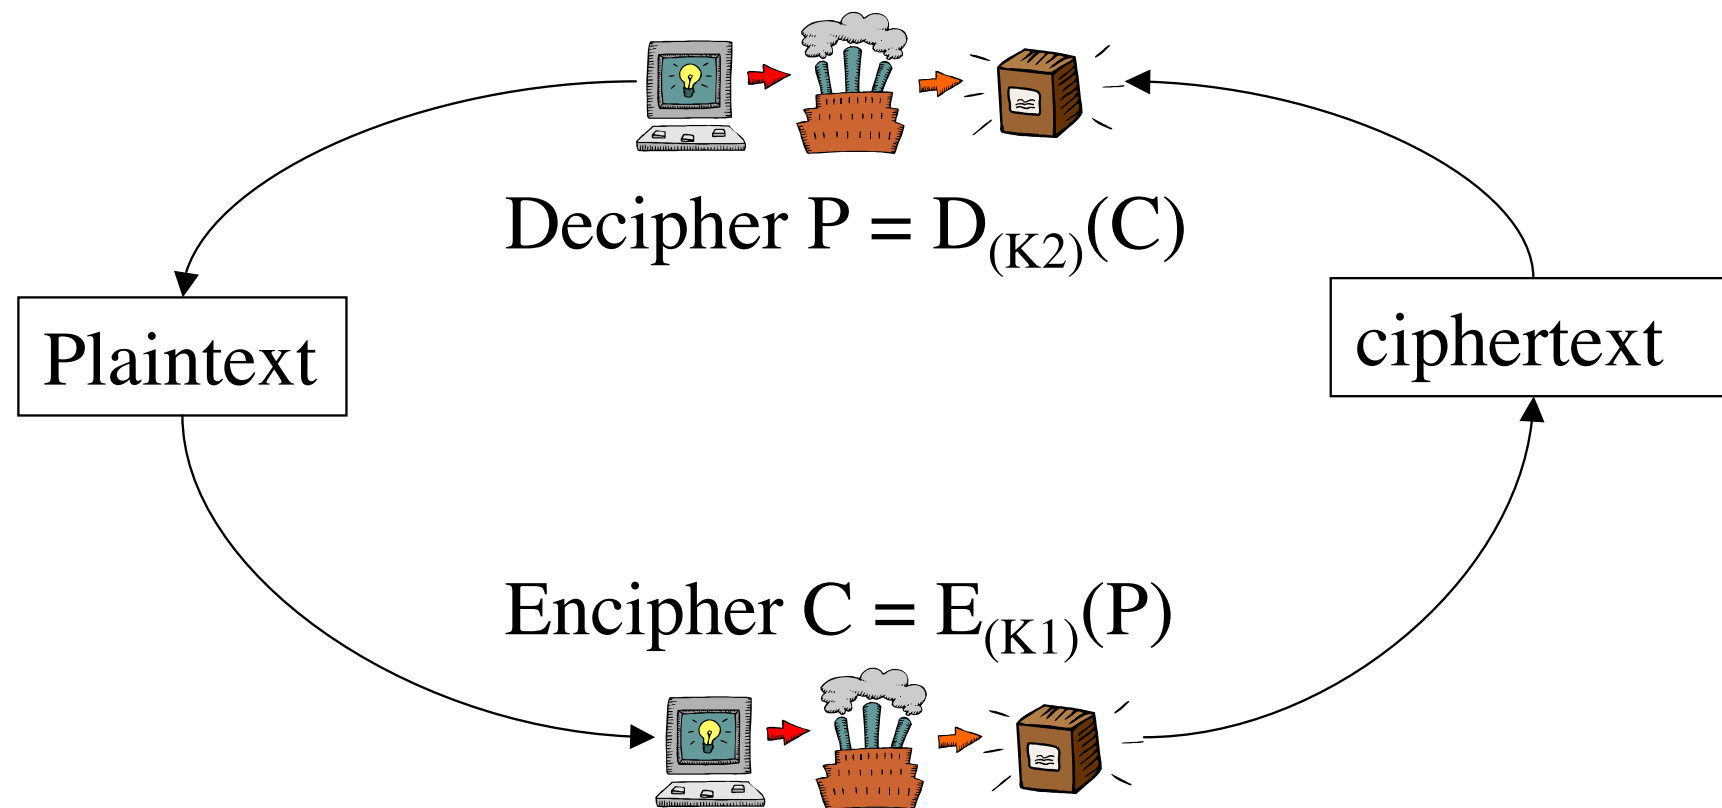 Decipher P = D(K2)(C)
Plaintext
ciphertext
Encipher C = E(K1)(P)